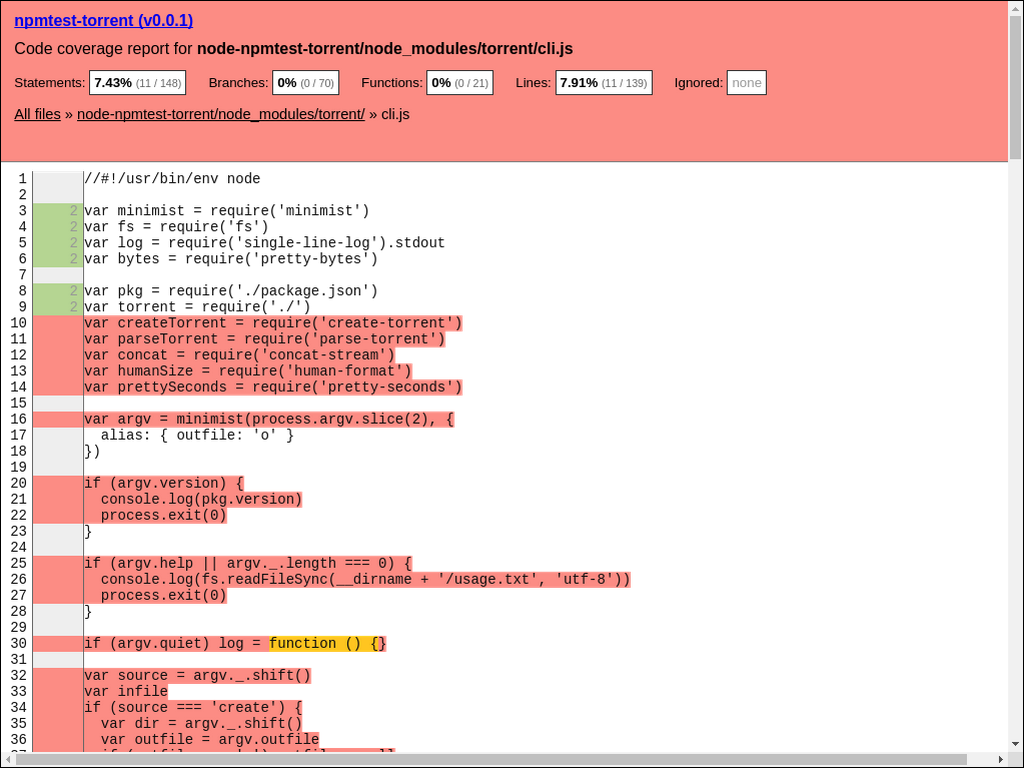 npmtest-torrent (v0.0.1)
Code coverage report for node-npmtest-torrent/node_modules/torrent/cli.js
Statements: 7.43% (11 / 148) Branches: 0% (0 / 70) Functions: 0% (0 / 21) Lines: 7.91% (11 / 139) Ignored: none
All files » node-npmtest-torrent/node_modules/torrent/ » cli.js
1 //#!/usr/bin/env node
2
3 2 var minimist = require('minimist')
4 2 var fs = require('fs')
5 2 var log = require('single-line-log').stdout
6 2 var bytes = require('pretty-bytes')
7
8 2 var pkg = require('./package.json')
9 2 var torrent = require('./')
10 var createTorrent = require('create-torrent')
11 var parseTorrent = require('parse-torrent')
12 var concat = require('concat-stream')
13 var humanSize = require('human-format')
14 var prettySeconds = require('pretty-seconds')
15
16 var argv = minimist(process.argv.slice(2), {
17   alias: { outfile: 'o' }
18 })
19
20 if (argv.version) {
21   console.log(pkg.version)
22   process.exit(0)
23 }
24
25 if (argv.help || argv._.length === 0) {
26   console.log(fs.readFileSync(__dirname + '/usage.txt', 'utf-8'))
27   process.exit(0)
28 }
29
30 if (argv.quiet) log = function () {}
31
32 var source = argv._.shift()
33 var infile
34 if (source === 'create') {
35   var dir = argv._.shift()
36   var outfile = argv.outfile